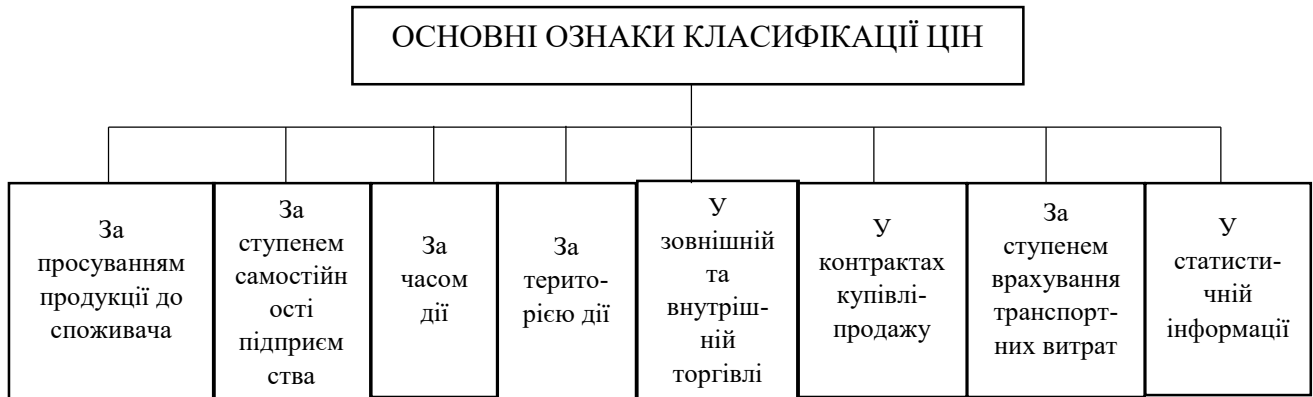 ОСНОВНІ ОЗНАКИ КЛАСИФІКАЦІЇ ЦІН
За
просуванням
продукції до
споживача
За
ступенем
самостійн
ості
підприєм
ства
За
часом
дії
За
терито-
рією дії
У
зовнішній
та
внутріш-
ній
торгівлі
У
контрактах
купівлі-
продажу
За
ступенем
врахування
транспорт-
них витрат
У
статисти-
чній
інформації